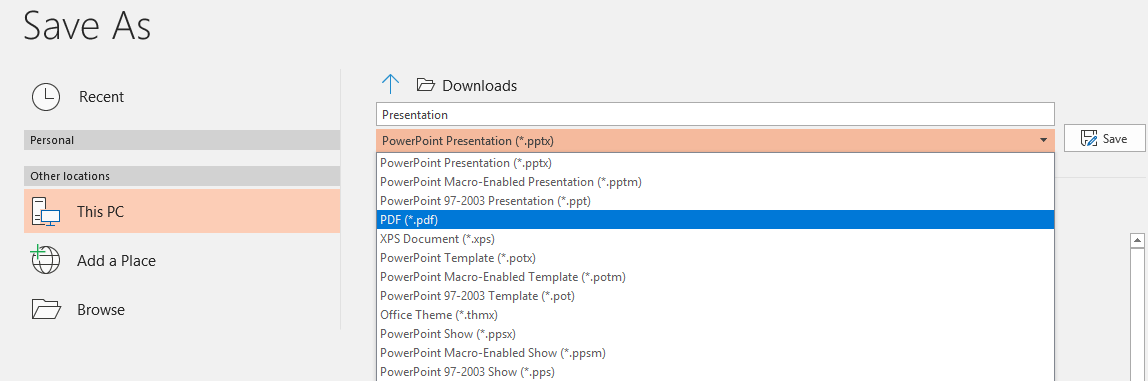 Save As
Recent
Personal
Other locations
This PC
Add a Place
Browse
Downloads
Presentation
PowerPoint Presentation (*.pptx)
Save
PowerPoint Presentation (*.pptx)
PowerPoint Macro-Enabled Presentation (*.pptm)
PowerPoint 97-2003 Presentation (*.ppt)
PDF (*.pdf)
XPS Document (*.xps)
PowerPoint Template (*.potx)
PowerPoint Macro-Enabled Template (*.potm)
PowerPoint 97-2003 Template (*.pot)
Office Theme (*.thmx)
PowerPoint Show (*.ppsx)
PowerPoint Macro-Enabled Show (*.ppsm)
PowerPoint 97-2003 Show (*.pps)